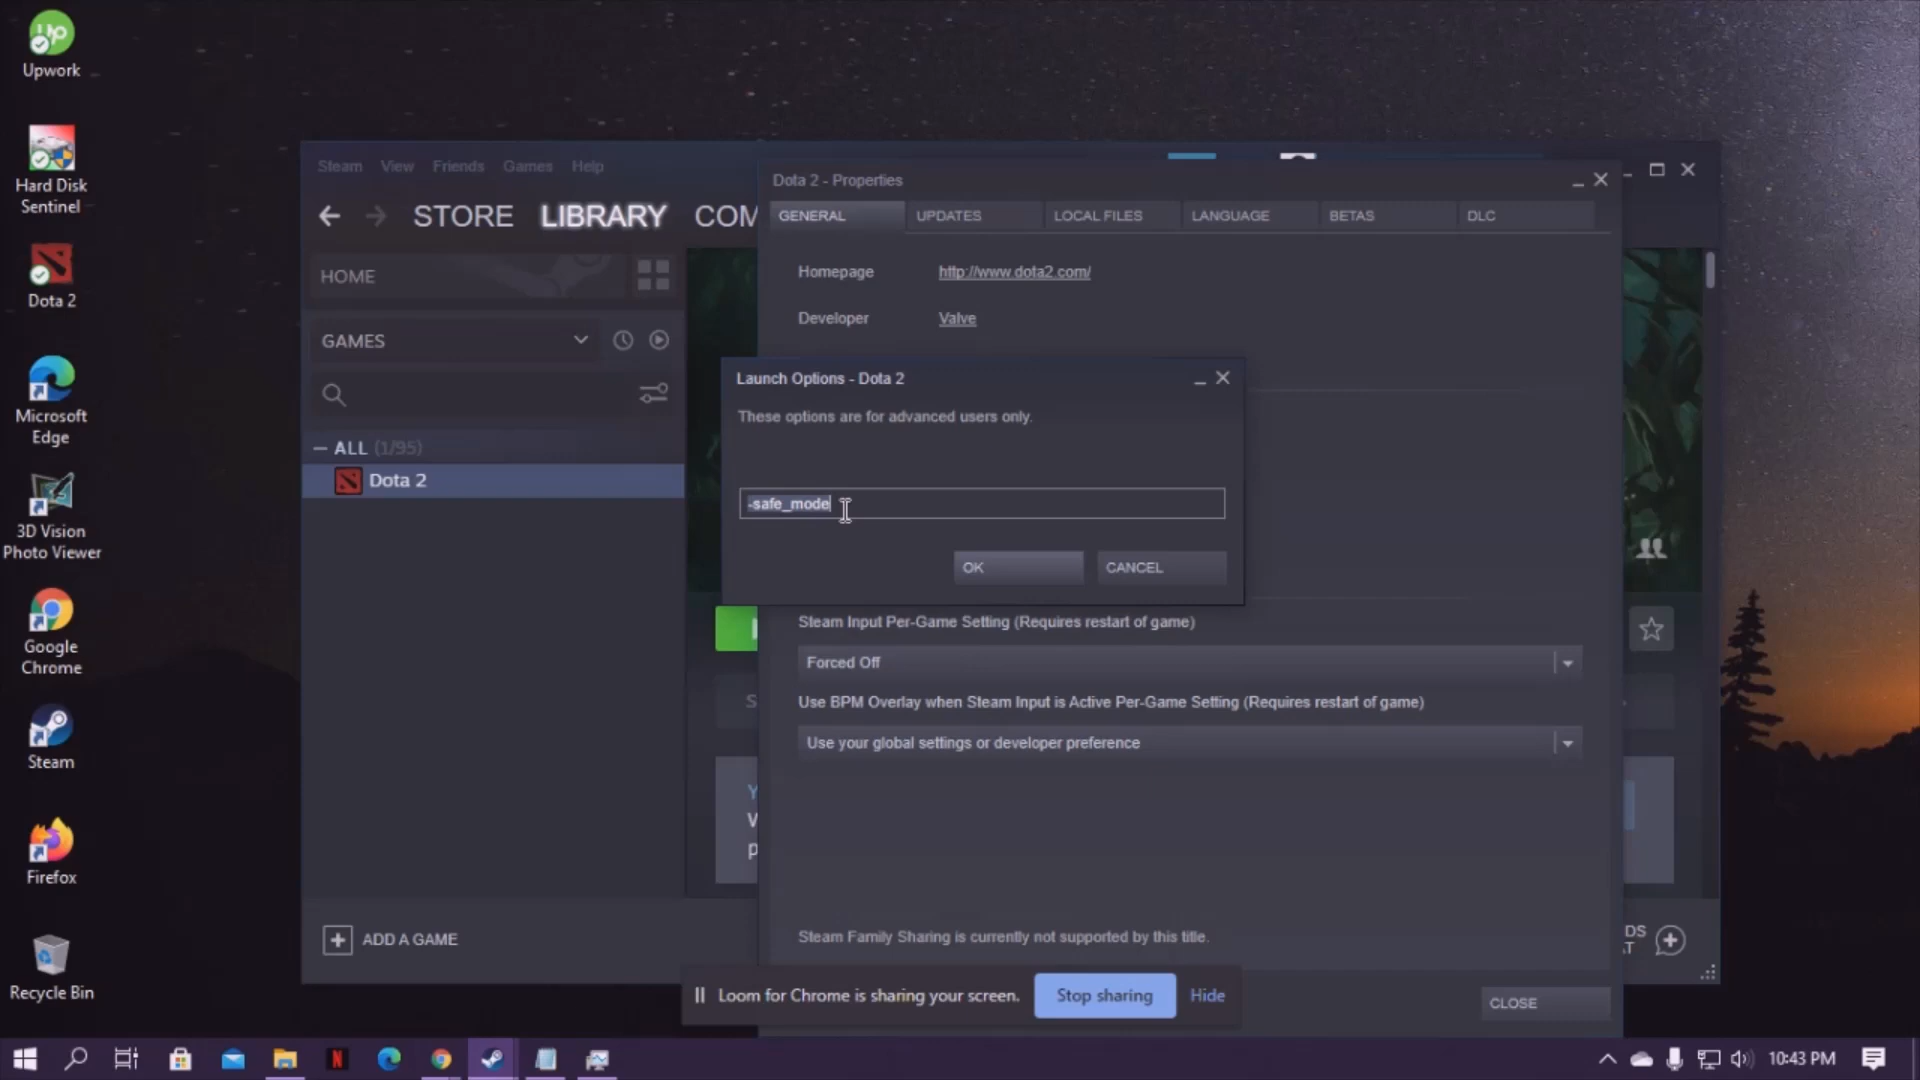 Upwork
Hard Disk
Sentinel
Dota 2
Microsoft
Edge
3D Vision
Photo Viewer
Google
Chrome
Steam
Firefox
Recycle Bin
Steam View Friends Games Help
STORE LIBRARY COM
HOME
GAMES
ALL (1/95)
Dota 2
ADD A GAME
Dota 2 - Properties
GENERAL UPDATES LOCAL FILES LANGUAGE BETAS DLC
Homepage http://www.dota2.com/
Developer Valve
Launch Options - Dota 2
These options are for advanced users only.
-safe_mode
OK CANCEL
Steam Input Per-Game Setting (Requires restart of game)
Forced Off
Use BPM Overlay when Steam Input is Active Per-Game Setting (Requires restart of game)
Use your global settings or developer preference
Steam Family Sharing is currently not supported by this title.
Loom for Chrome is sharing your screen. Stop sharing Hide
CLOSE
10:43 PM